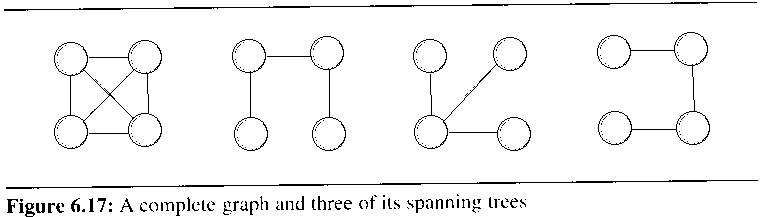 Figure 6.17: A complete graph and three of its spanning trees